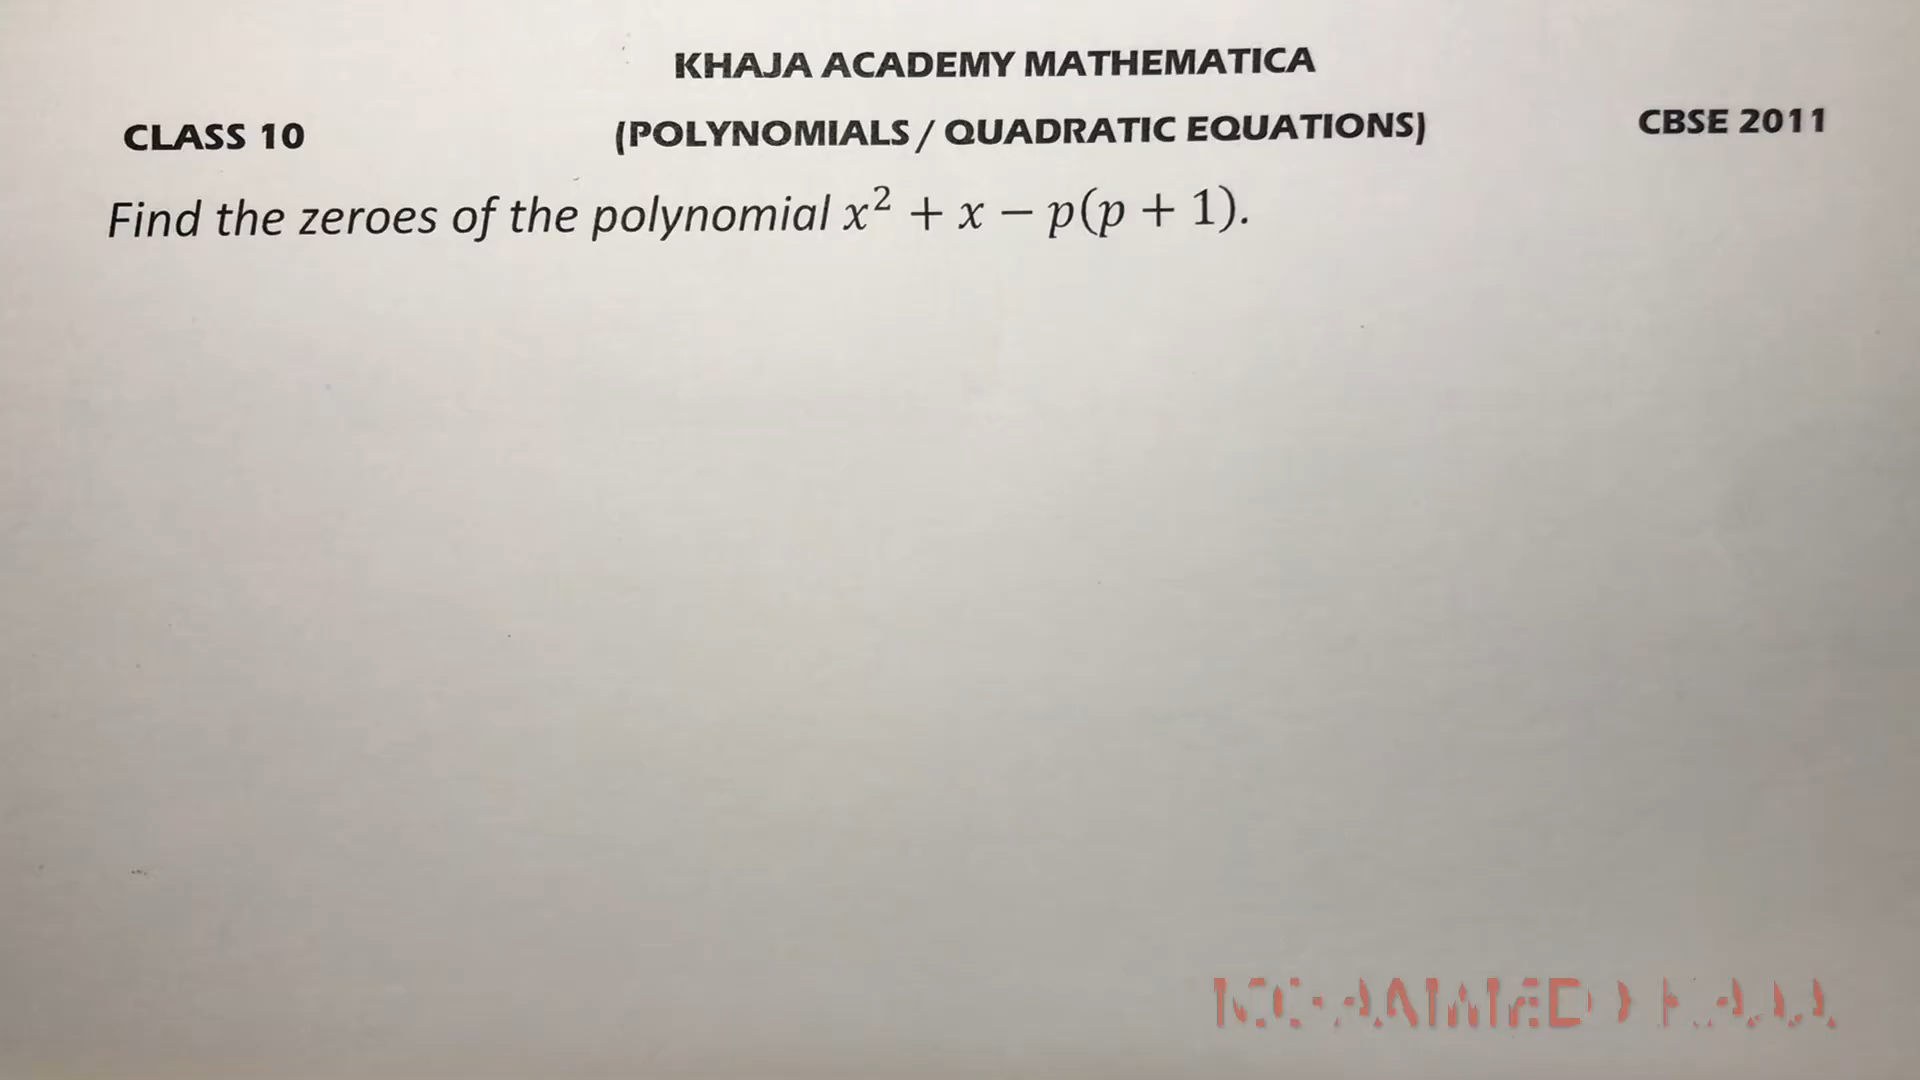 KHAJA ACADEMY MATHEMATICA
CLASS 10 (POLYNOMIALS / QUADRATIC EQUATIONS) CBSE 2011
Find the zeroes of the polynomial x² + x − p(p + 1).